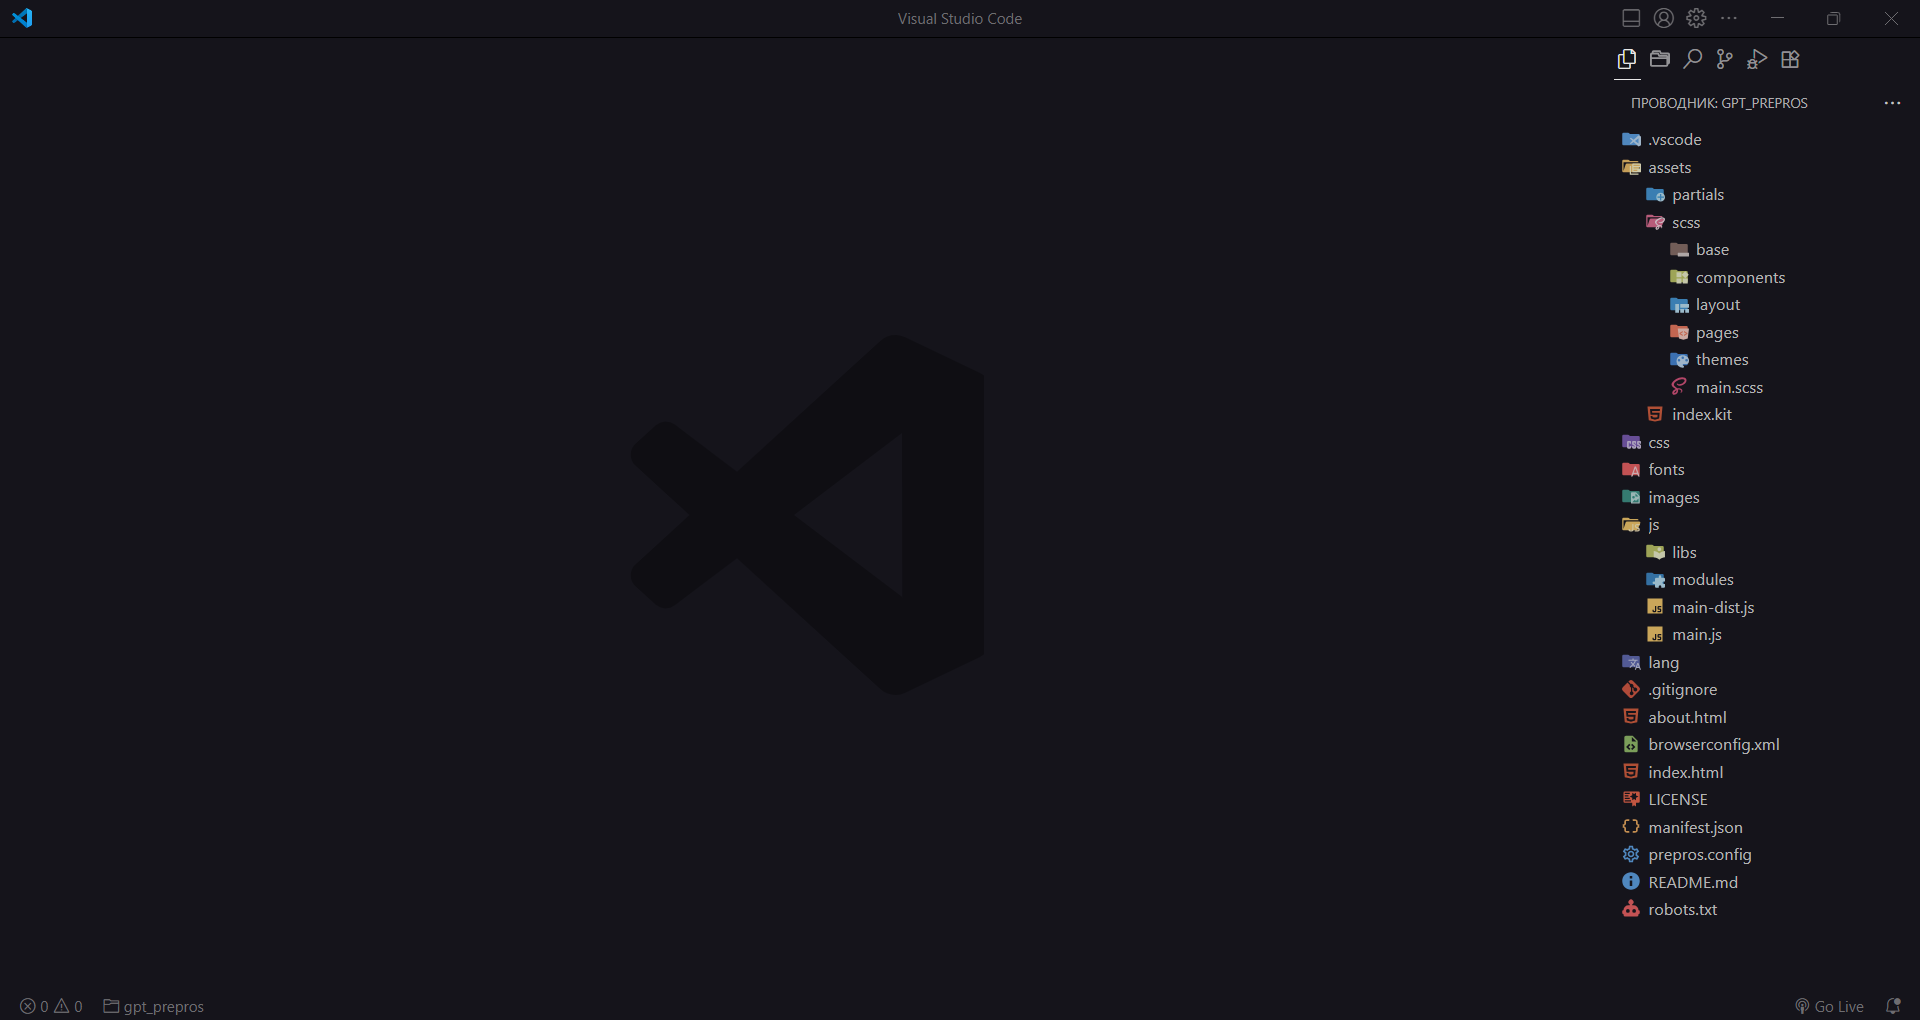 Visual Studio Code
ПРОВОДНИК: GPT_PREPROS
.vscode
assets
partials
scss
base
components
layout
pages
themes
main.scss
index.kit
css
fonts
images
js
libs
modules
main-dist.js
main.js
lang
.gitignore
about.html
browserconfig.xml
index.html
LICENSE
manifest.json
prepros.config
README.md
robots.txt
0 0 gpt_prepros Go Live